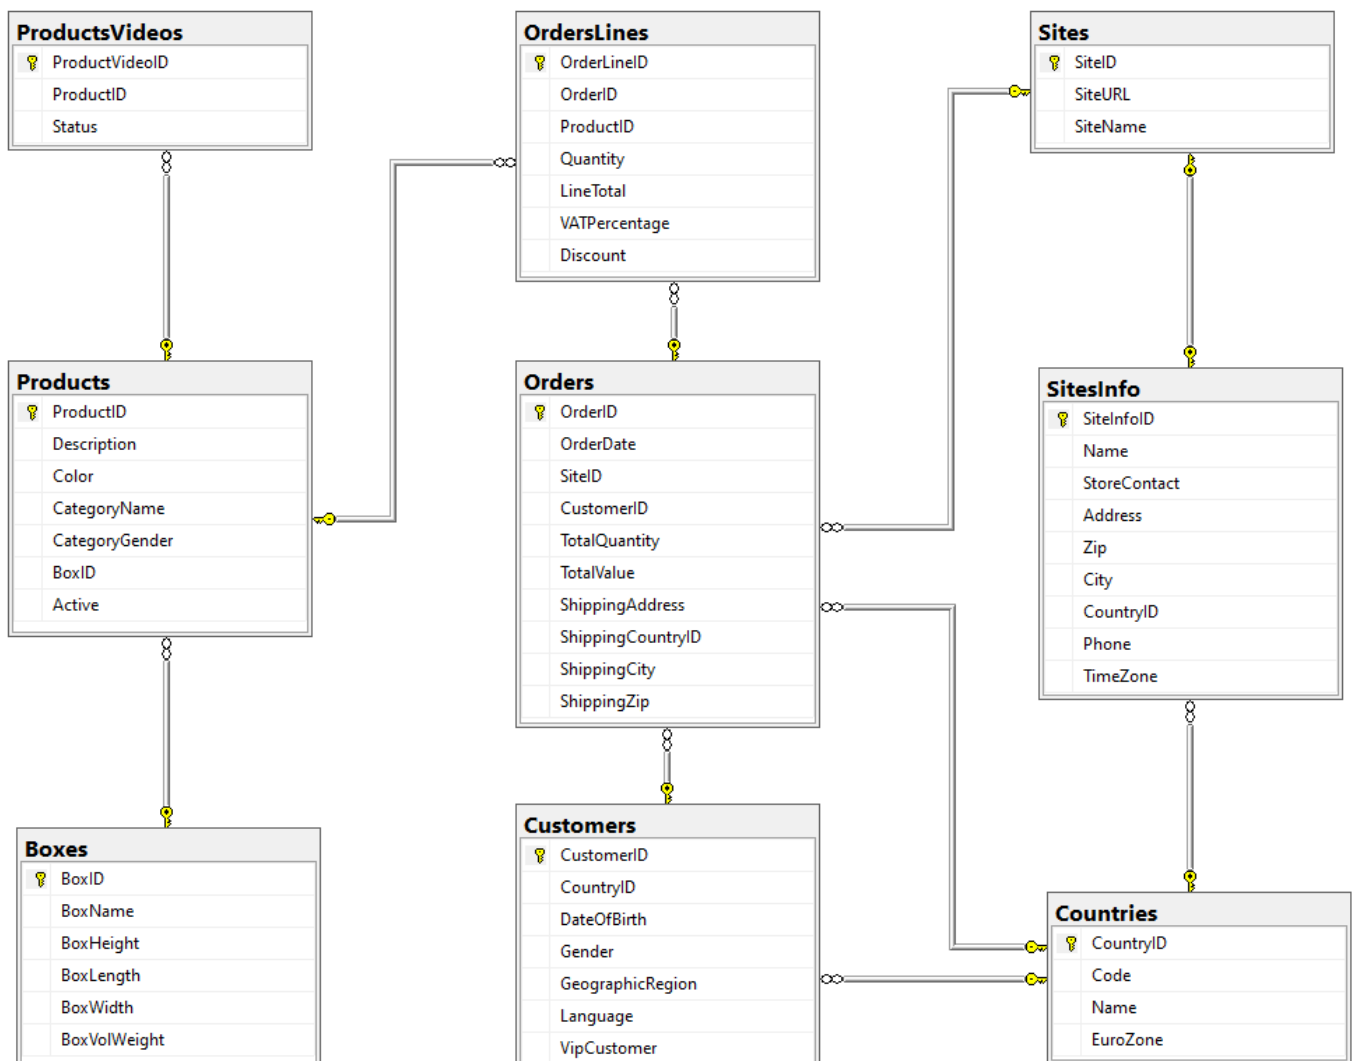 ProductsVideos
ProductVideoID
ProductID
Status
OrdersLines
OrderLineID
OrderID
ProductID
Quantity
LineTotal
VATPercentage
Discount
Sites
SiteID
SiteURL
SiteName
Products
ProductID
Description
Color
CategoryName
CategoryGender
BoxID
Active
Orders
OrderID
OrderDate
SiteID
CustomerID
TotalQuantity
TotalValue
ShippingAddress
ShippingCountryID
ShippingCity
ShippingZip
SitesInfo
SiteInfoID
Name
StoreContact
Address
Zip
City
CountryID
Phone
TimeZone
Boxes
BoxID
BoxName
BoxHeight
BoxLength
BoxWidth
BoxVolWeight
Customers
CustomerID
CountryID
DateOfBirth
Gender
GeographicRegion
Language
VipCustomer
Countries
CountryID
Code
Name
EuroZone